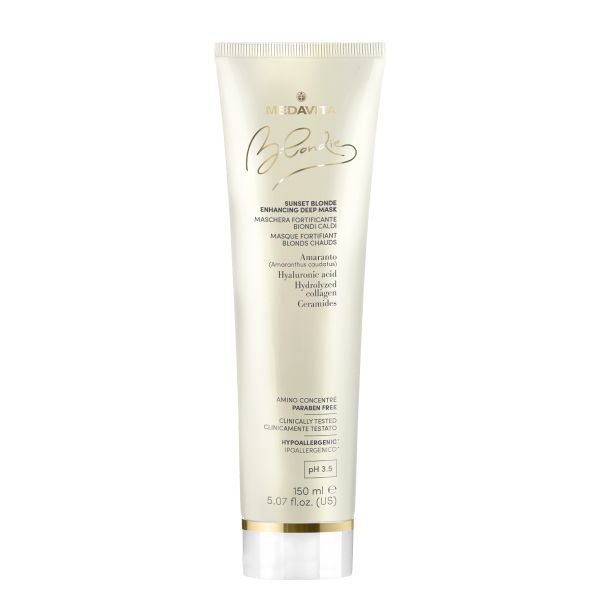 MEDAVITA
Blondie
SUNSET BLONDE
ENHANCING DEEP MASK
MASCHERA FORTIFICANTE
BIONDI CALDI
MASQUE FORTIFIANT
BLONDS CHAUDS
Amaranto
(Amaranthus caudatus)
Hyaluronic acid
Hydrolyzed
collagen
Ceramides
AMINO CONCENTRÉ
PARABEN FREE
CLINICALLY TESTED
CLINICAMENTE TESTATO
HYPOALLERGENIC*
IPOALLERGENICO*
pH 3.5
150 ml ℮
5.07 fl.oz. (US)